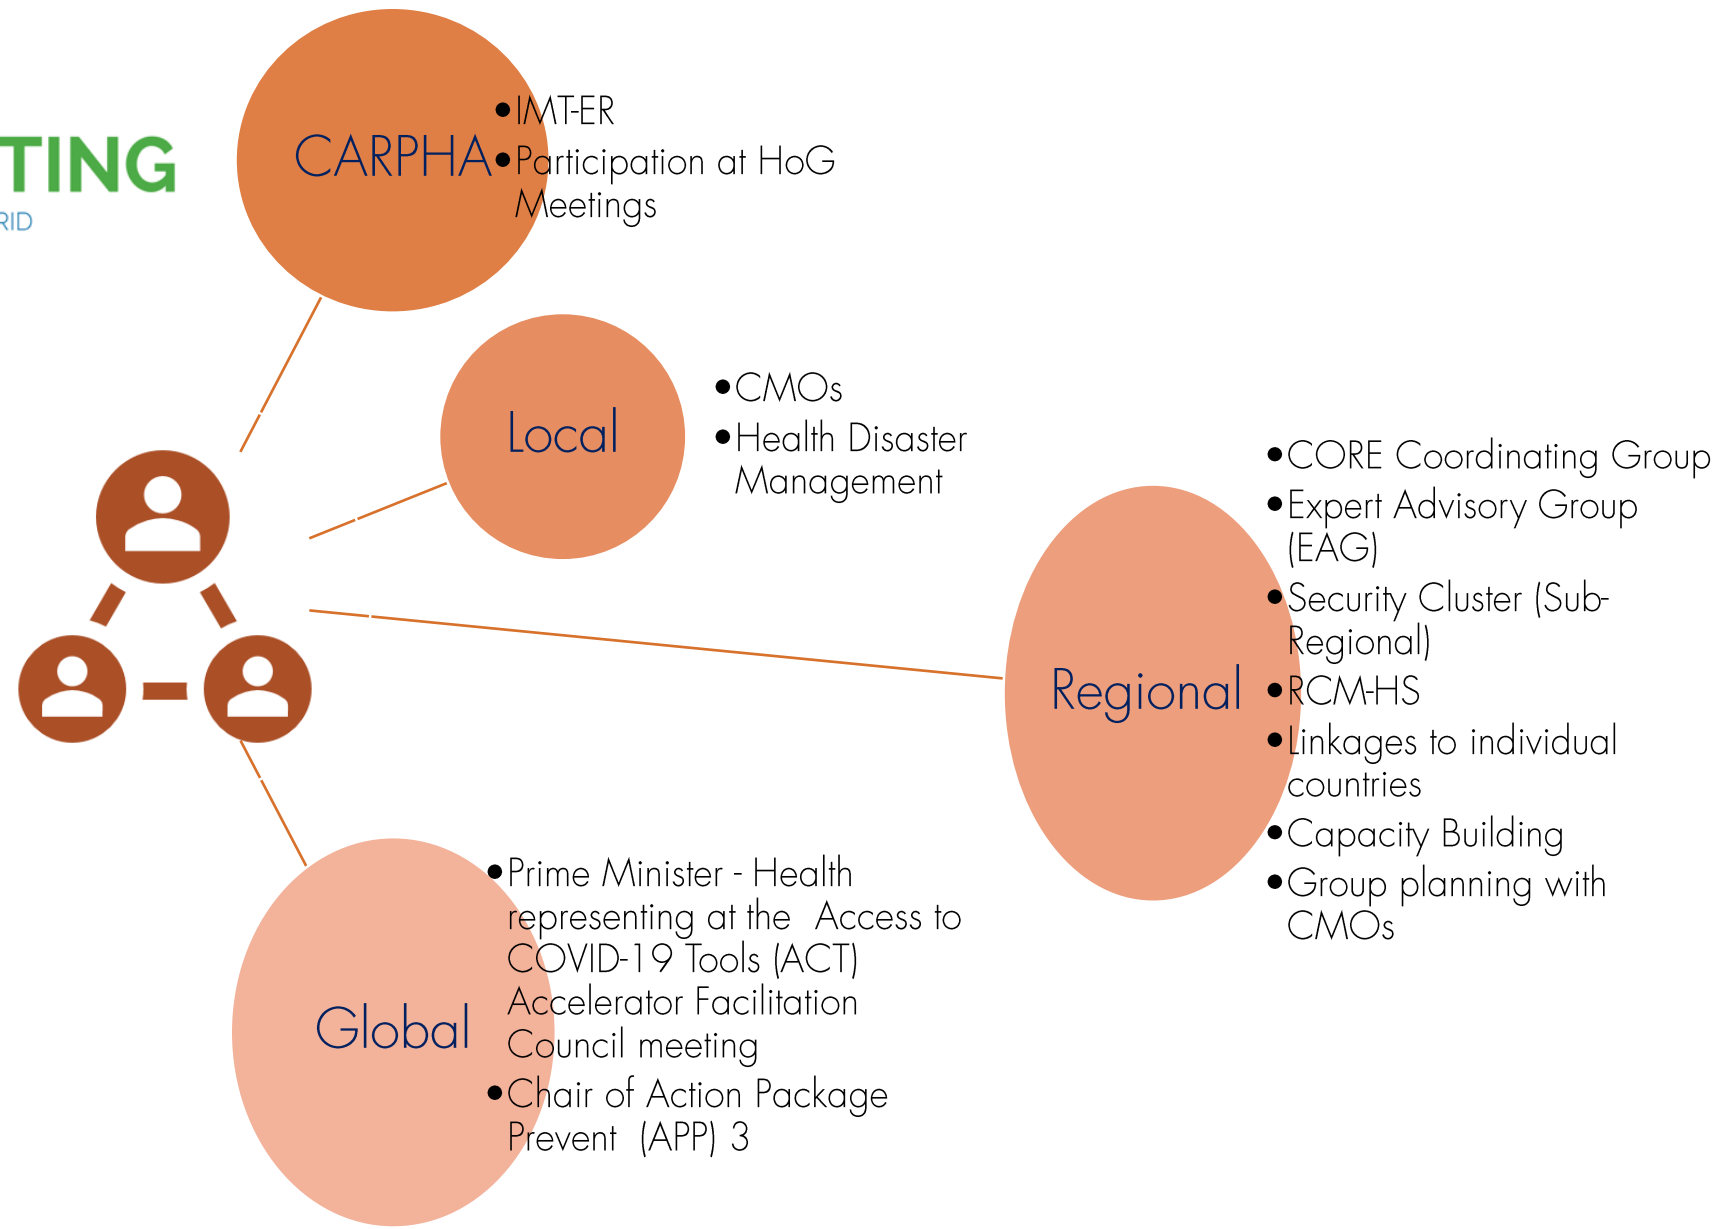 TING
RID
CARPHA
•IMT-ER
•Participation at HoG
Meetings
Local
•CMOs
•Health Disaster
Management
Regional
•CORE Coordinating Group
•Expert Advisory Group
(EAG)
•Security Cluster (Sub-
Regional)
•RCM-HS
•Linkages to individual
countries
•Capacity Building
•Group planning with
CMOs
Global
•Prime Minister - Health
representing at the  Access to
COVID-19 Tools (ACT)
Accelerator Facilitation
Council meeting
•Chair of Action Package
Prevent  (APP) 3